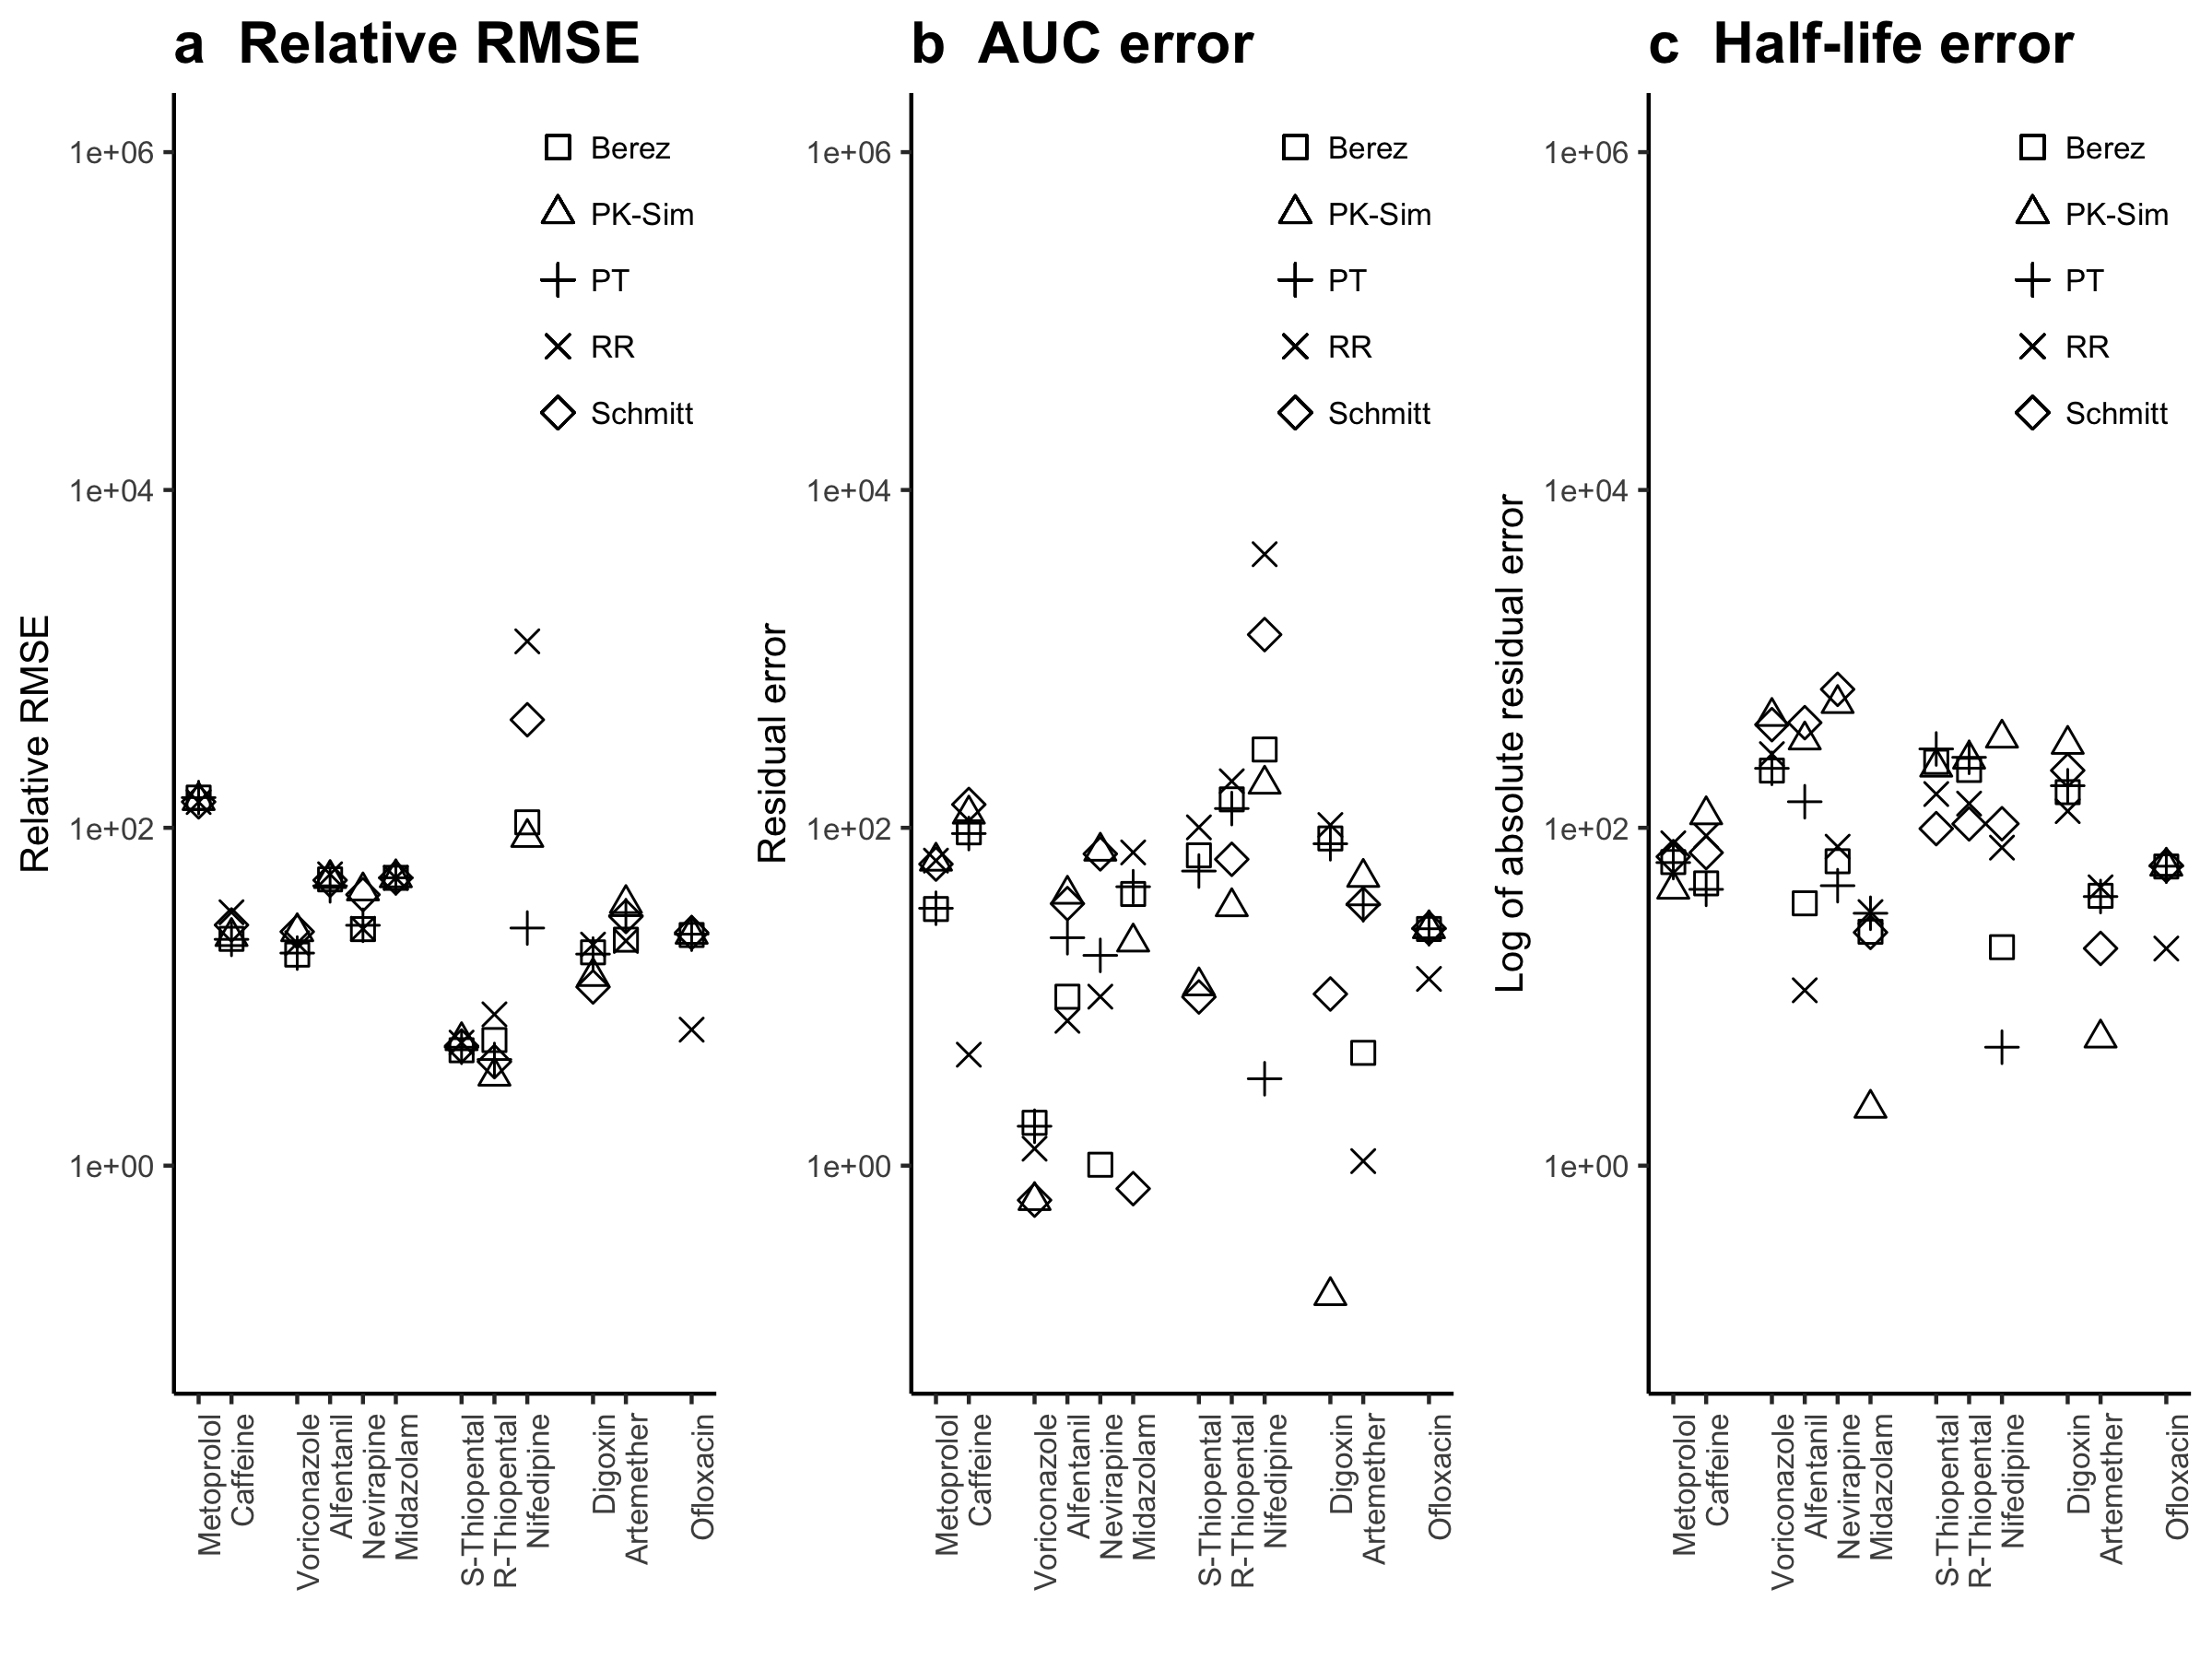 a Relative RMSE
Relative RMSE
1e+06
1e+04
1e+02
1e+00
Berez
PK-Sim
PT
RR
Schmitt
Metoprolol
Caffeine
Voriconazole
Alfentanil
Nevirapine
Midazzolam
S-Thiopental
R-Thiopental
Nifedipine
Digoxin
Artemether
Ofloxacin
b AUC error
Residual error
1e+06
1e+04
1e+02
1e+00
Berez
PK-Sim
PT
RR
Schmitt
Metoprolol
Caffeine
Voriconazole
Alfentanil
Nevirapine
Midazzolam
S-Thiopental
R-Thiopental
Nifedipine
Digoxin
Artemether
Ofloxacin
c Half-life error
Log of absolute residual error
1e+06
1e+04
1e+02
1e+00
Berez
PK-Sim
PT
RR
Schmitt
Metoprolol
Caffeine
Voriconazole
Alfentanil
Nevirapine
Midazzolam
S-Thiopental
R-Thiopental
Nifedipine
Digoxin
Artemether
Ofloxacin